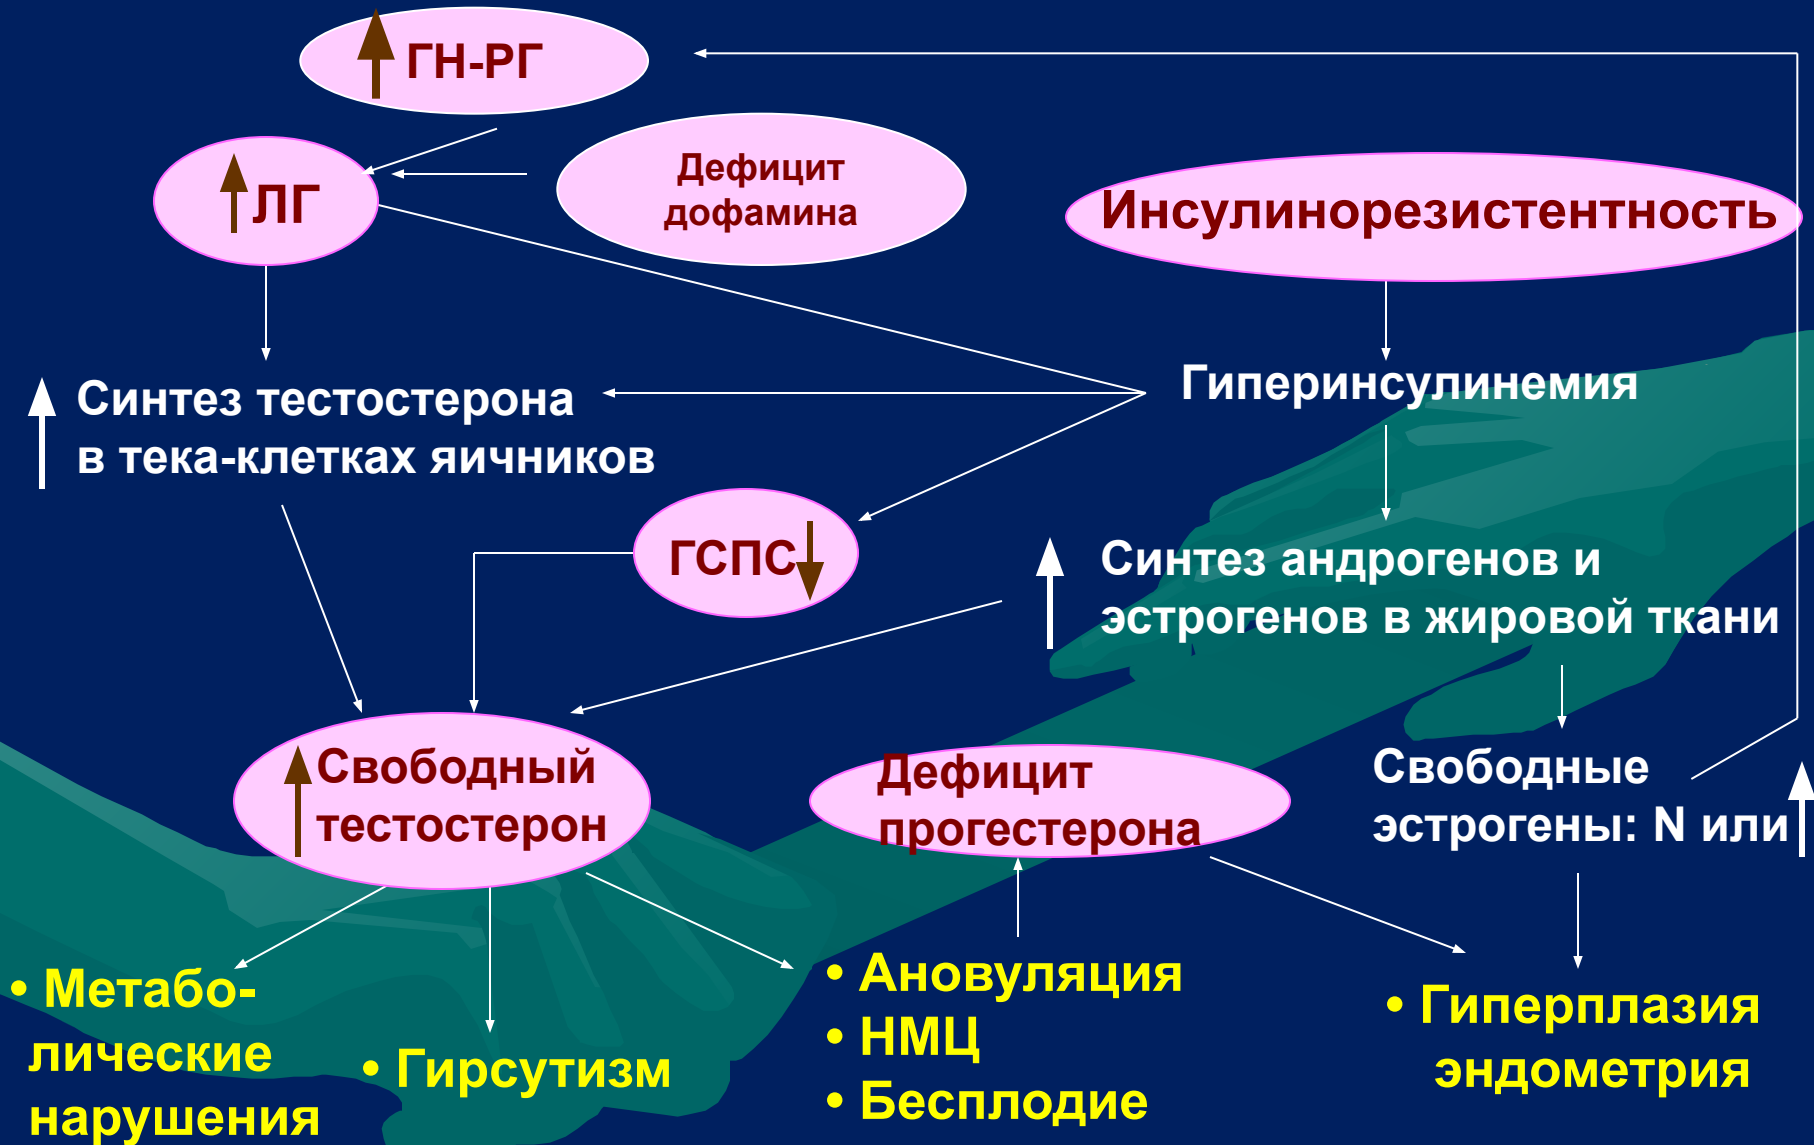 ГН-РГ
Дефицит
дофамина
ЛГ
Инсулинорезистентность
Синтез тестостерона
в тека-клетках яичников
Гиперинсулинемия
ГСПС
Синтез андрогенов и
эстрогенов в жировой ткани
Свободный
тестостерон
Дефицит
прогестерона
Свободные
эстрогены: N или
• Метабо-
лические
нарушения
• Гирсутизм
• Ановуляция
• НМЦ
• Бесплодие
• Гиперплазия
эндометрия